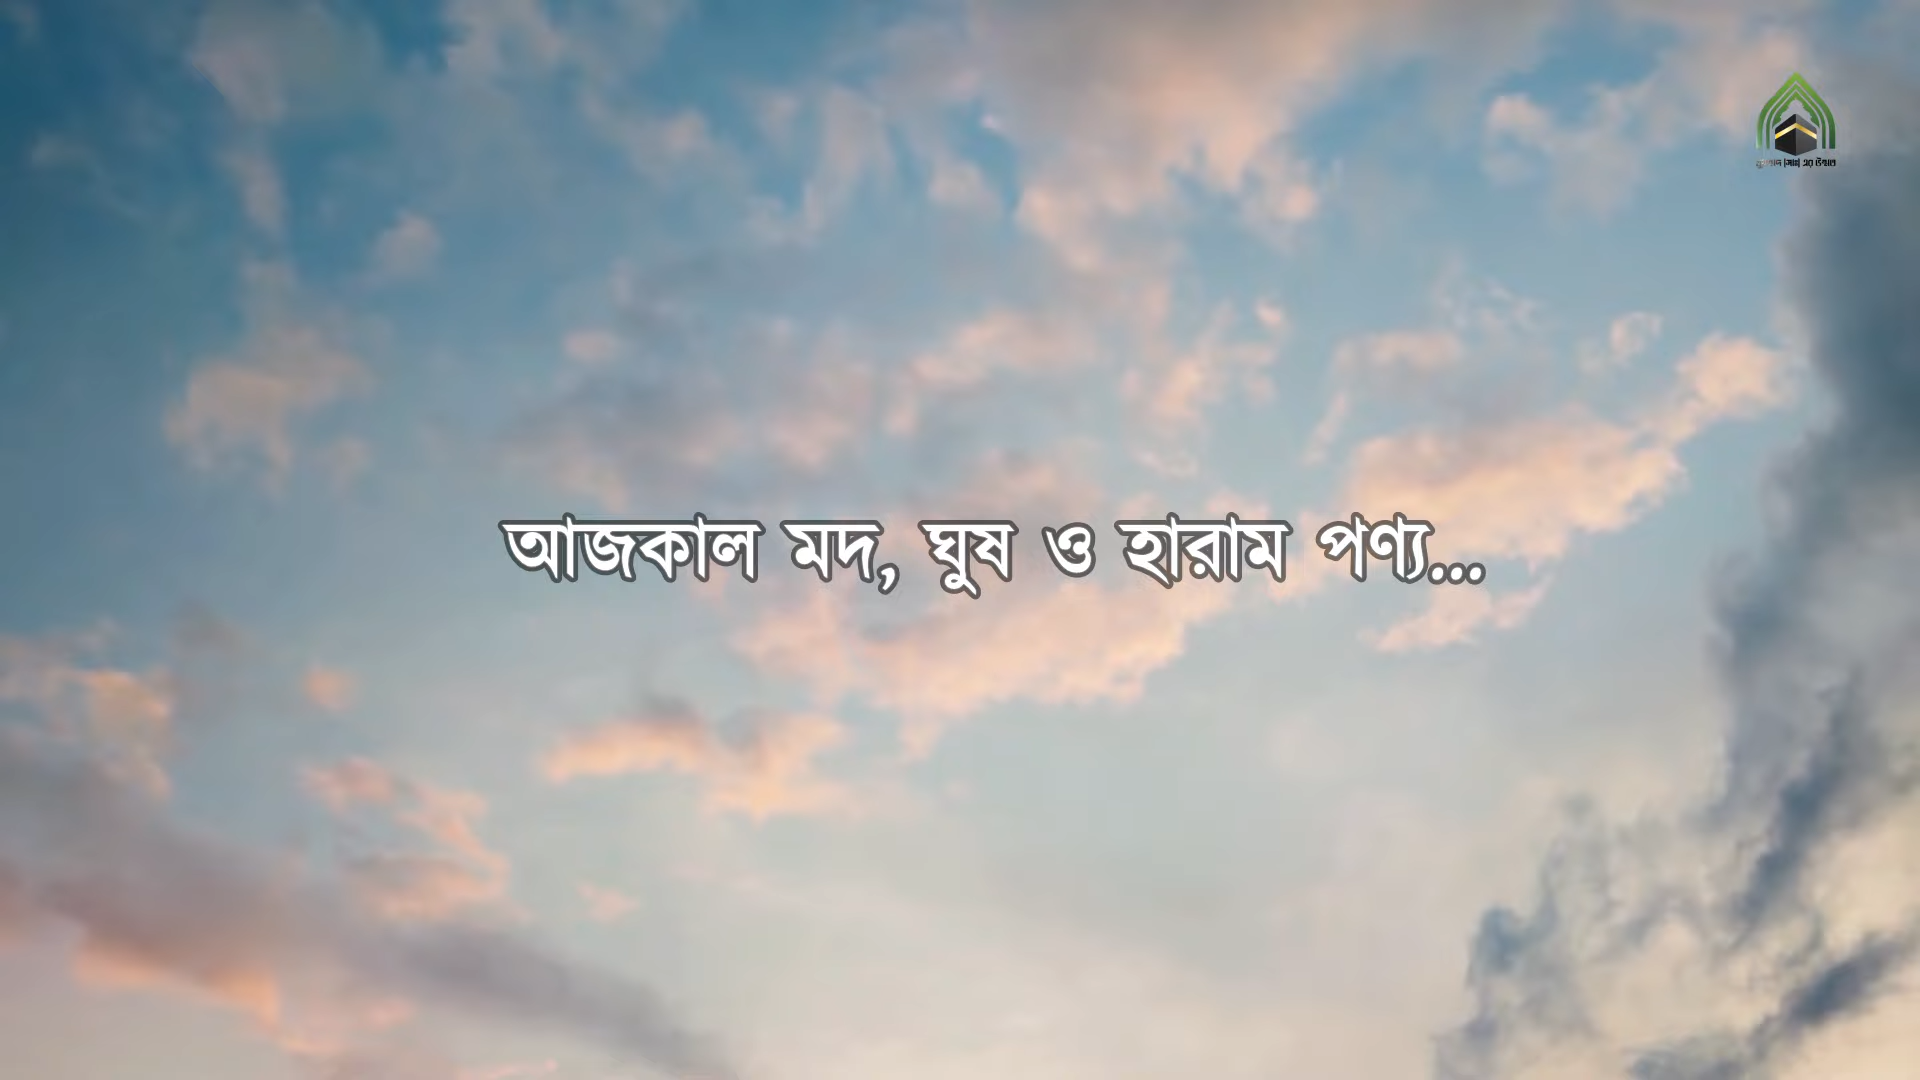 আজকাল মদ, ঘুষ ও হারাম পণ্য...